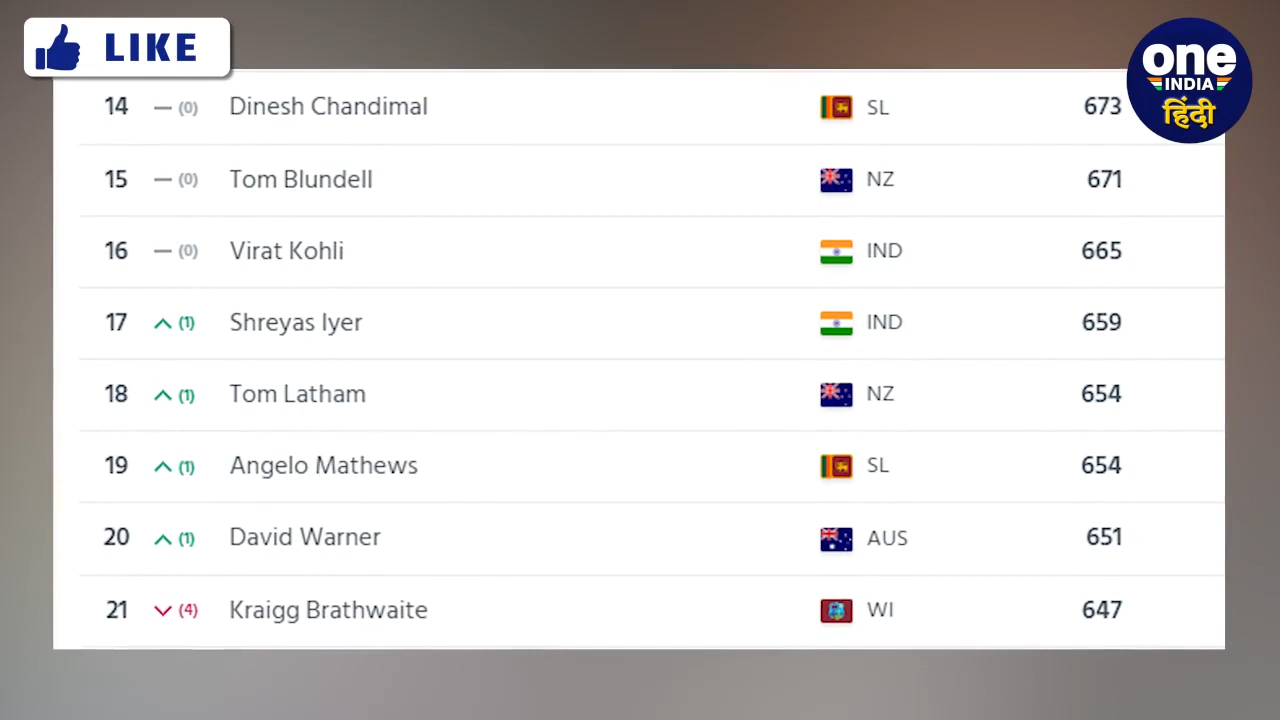 LIKE
one
INDIA
हिंदी
14 — (0) Dinesh Chandimal SL 673
15 — (0) Tom Blundell NZ 671
16 — (0) Virat Kohli IND 665
17 (1) Shreyas Iyer IND 659
18 (1) Tom Latham NZ 654
19 (1) Angelo Mathews SL 654
20 (1) David Warner AUS 651
21 (4) Kraigg Brathwaite WI 647